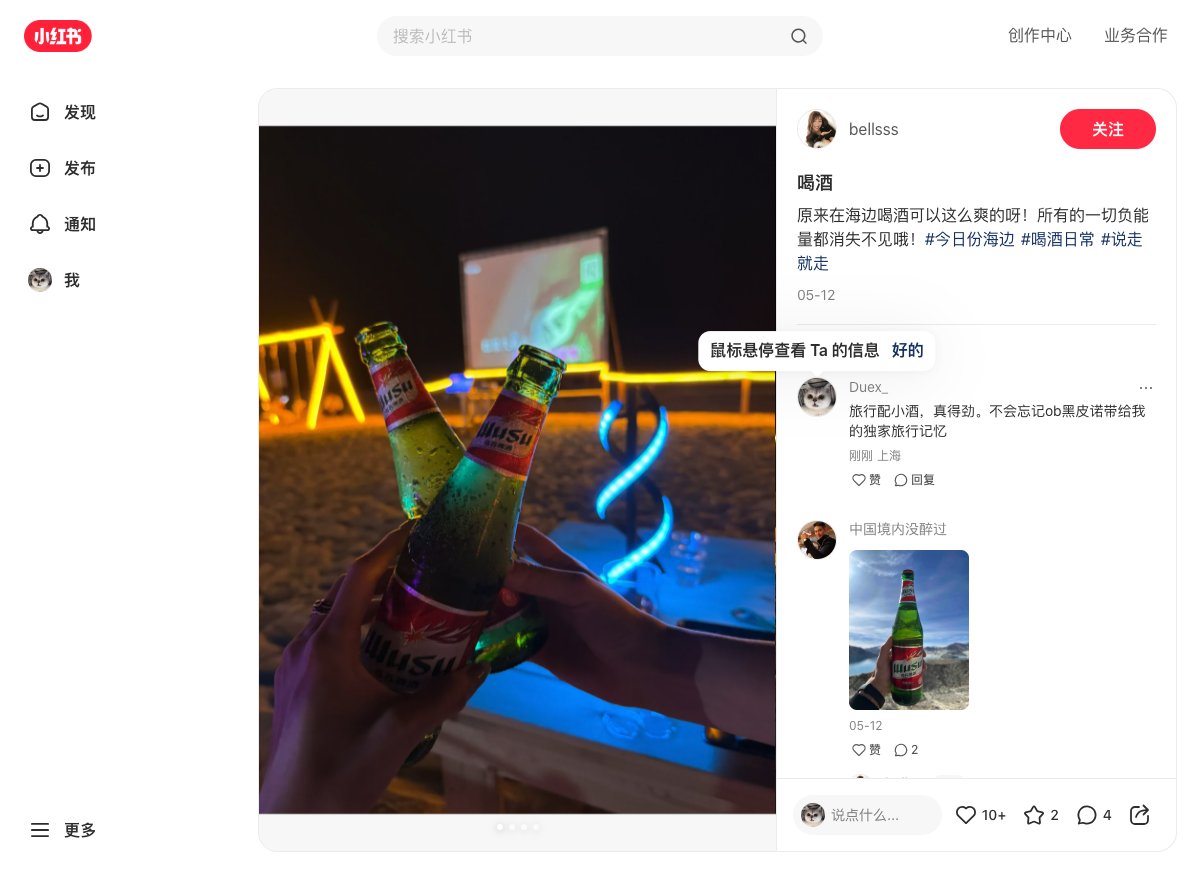 小红书
搜索小红书
创作中心
业务合作
发现
发布
通知
我
更多
bellsss
关注
喝酒
原来在海边喝酒可以这么爽的呀！所有的一切负能
量都消失不见哦！#今日份海边 #喝酒日常 #说走
就走
05-12
鼠标悬停查看 Ta 的信息 好的
Duex_
旅行配小酒，真得劲。不会忘记ob黑皮诺带给我
的独家旅行记忆
刚刚 上海
赞 回复
中国境内没醉过
WUSU
05-12
赞 2
说点什么...
10+ 2 4
WUSU
WUSU
WUSU